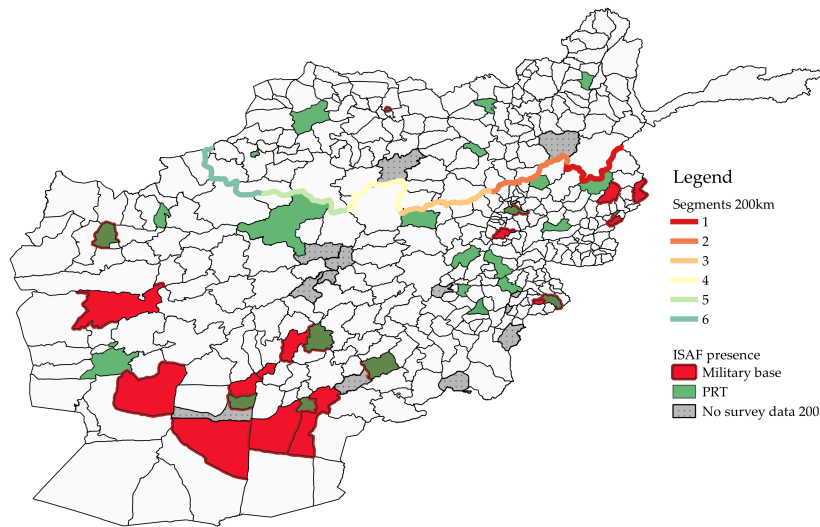 Legend
Segments 200km
1
2
3
4
5
6
ISAF presence
Military base
PRT
No survey data 200